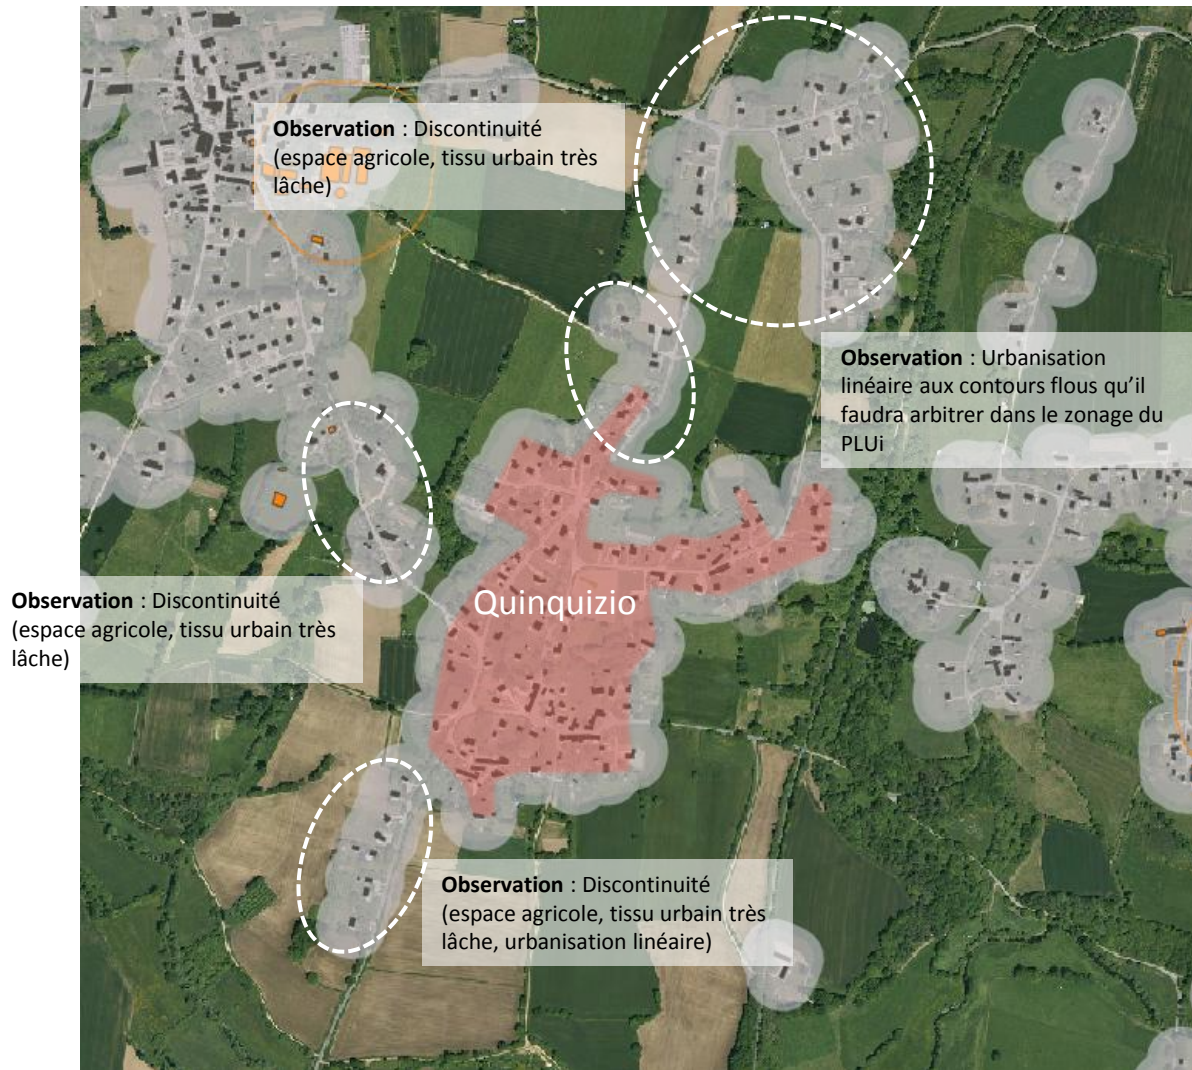 Observation : Discontinuité
(espace agricole, tissu urbain très
lâche)
Observation : Urbanisation
linéaire aux contours flous qu’il
faudra arbitrer dans le zonage du
PLUi
Observation : Discontinuité
(espace agricole, tissu urbain très
lâche)
Quinquizio
Observation : Discontinuité
(espace agricole, tissu urbain très
lâche, urbanisation linéaire)